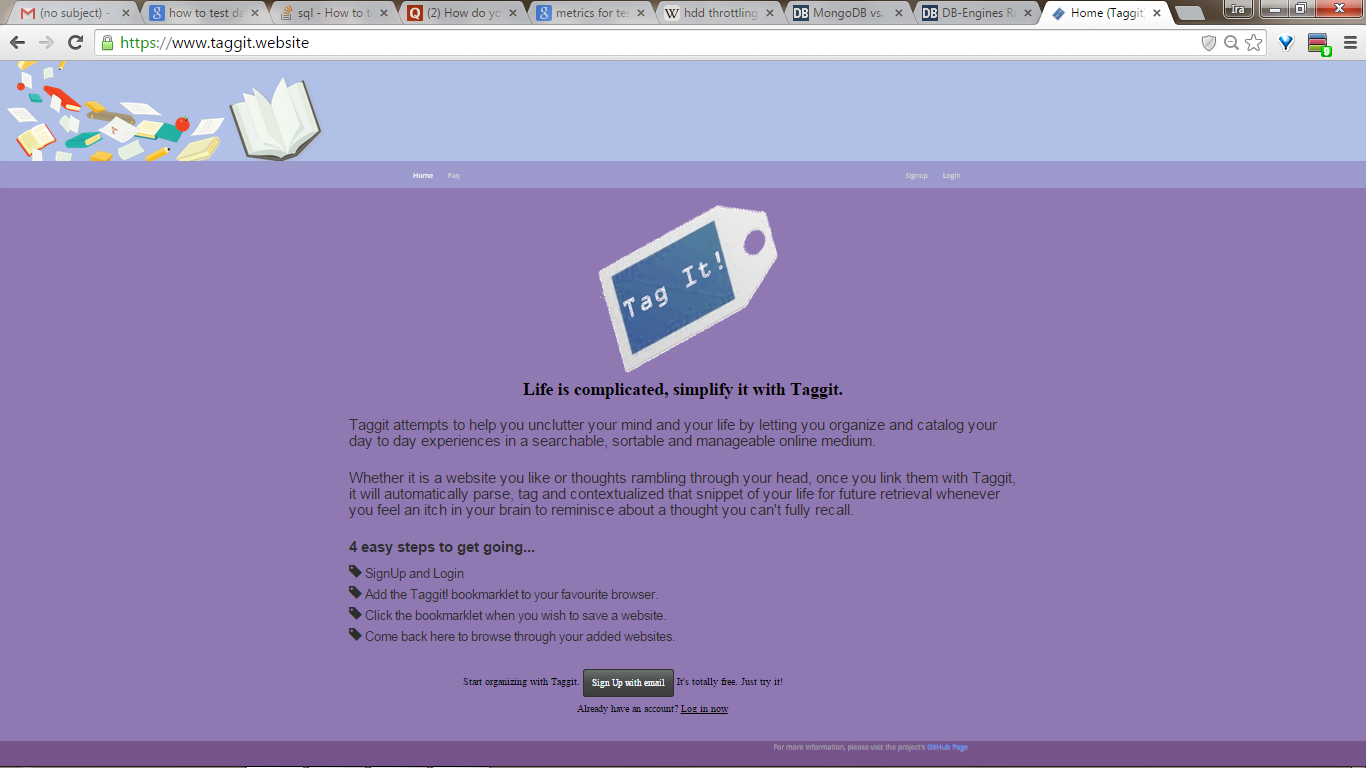 (no subject) -
how to test da
sql - How to t
(2) How do yo
metrics for tes
hdd throttling
MongoDB vs.
DB-Engines Ra
Home (Taggit)
Ira
https://www.taggit.website
9
Home Faq Signup Login
Tag It!
Life is complicated, simplify it with Taggit.
Taggit attempts to help you unclutter your mind and your life by letting you organize and catalog your
day to day experiences in a searchable, sortable and manageable online medium.
Whether it is a website you like or thoughts rambling through your head, once you link them with Taggit,
it will automatically parse, tag and contextualized that snippet of your life for future retrieval whenever
you feel an itch in your brain to reminisce about a thought you can't fully recall.
4 easy steps to get going...
SignUp and Login
Add the Taggit! bookmarklet to your favourite browser.
Click the bookmarklet when you wish to save a website.
Come back here to browse through your added websites.
Start organizing with Taggit. Sign Up with email It's totally free. Just try it!
Already have an account? Log in now
For more information, please visit the project's GitHub Page